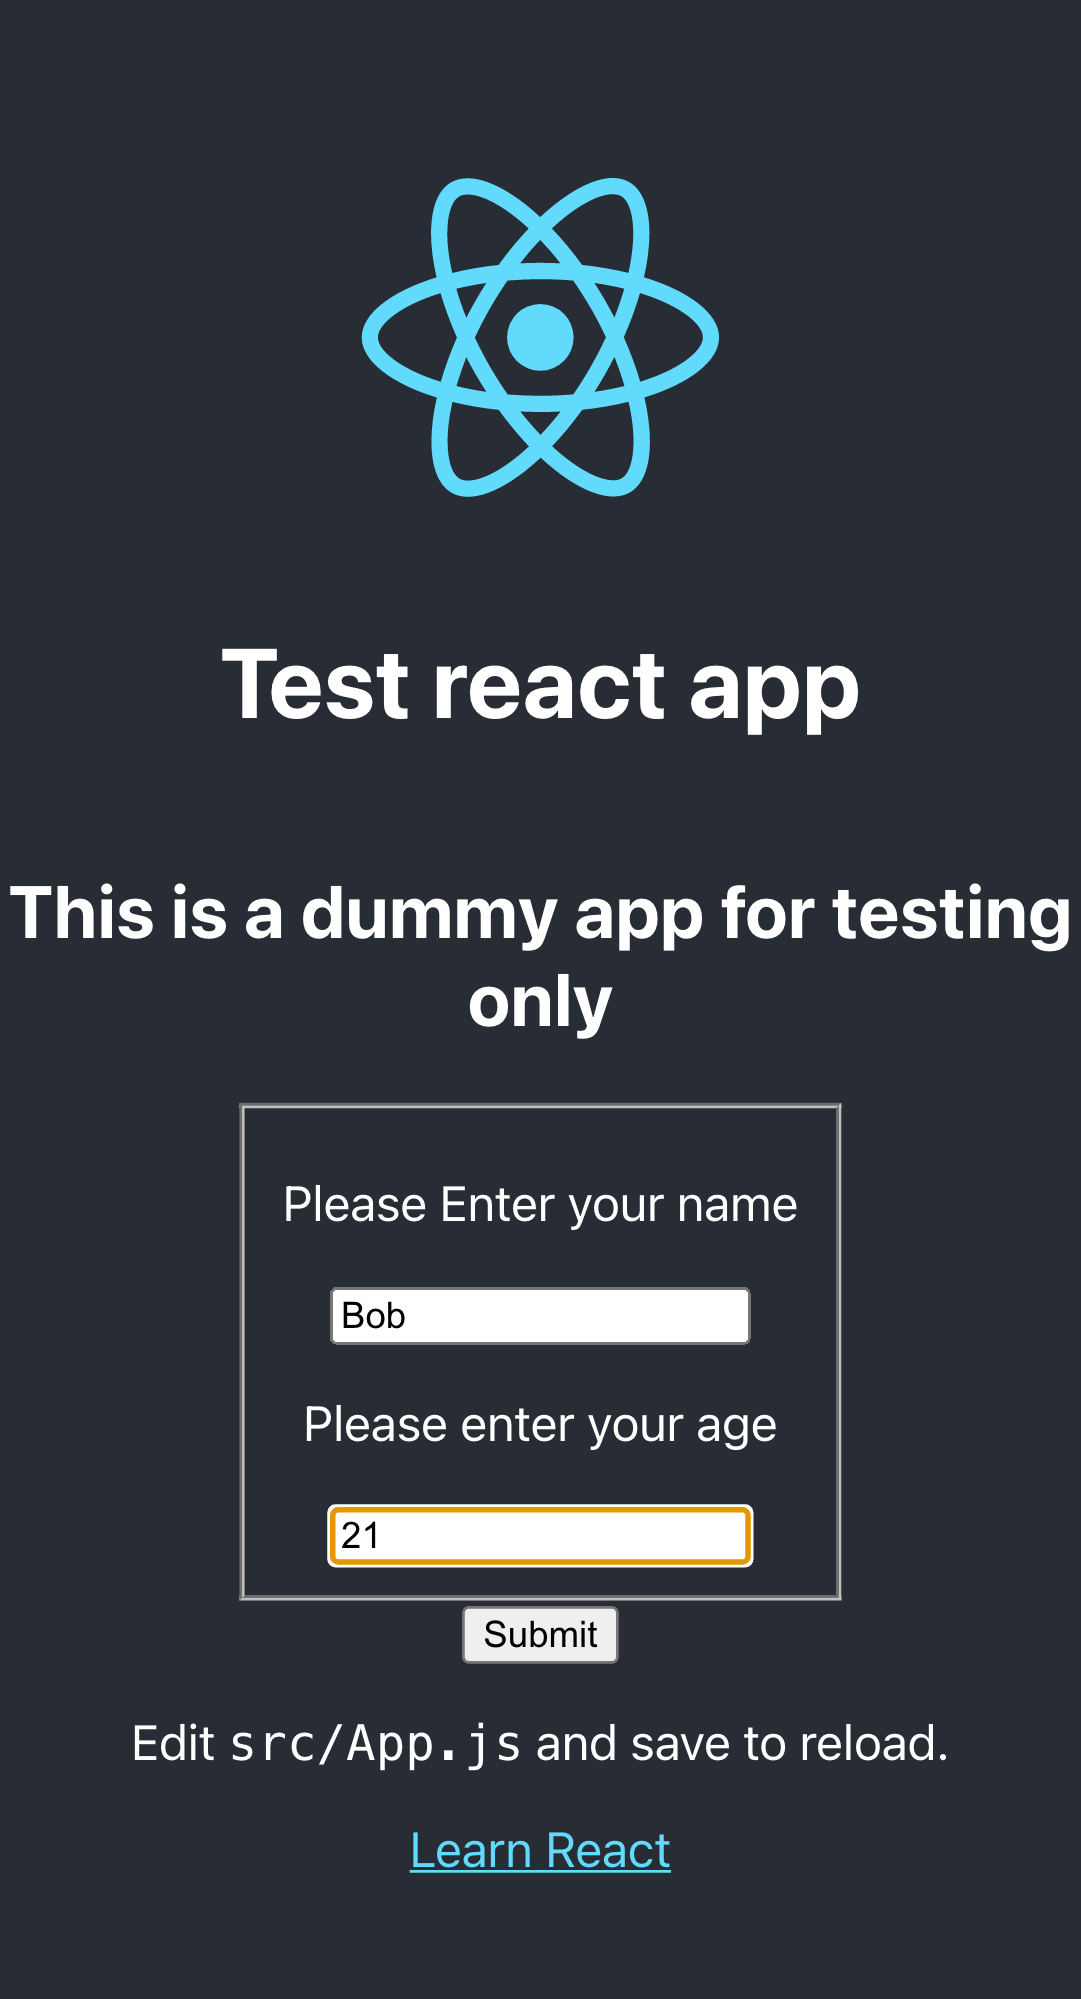 Test react app
This is a dummy app for testing
only
Please Enter your name
Bob
Please enter your age
21
Submit
Edit src/App.js and save to reload.
Learn React